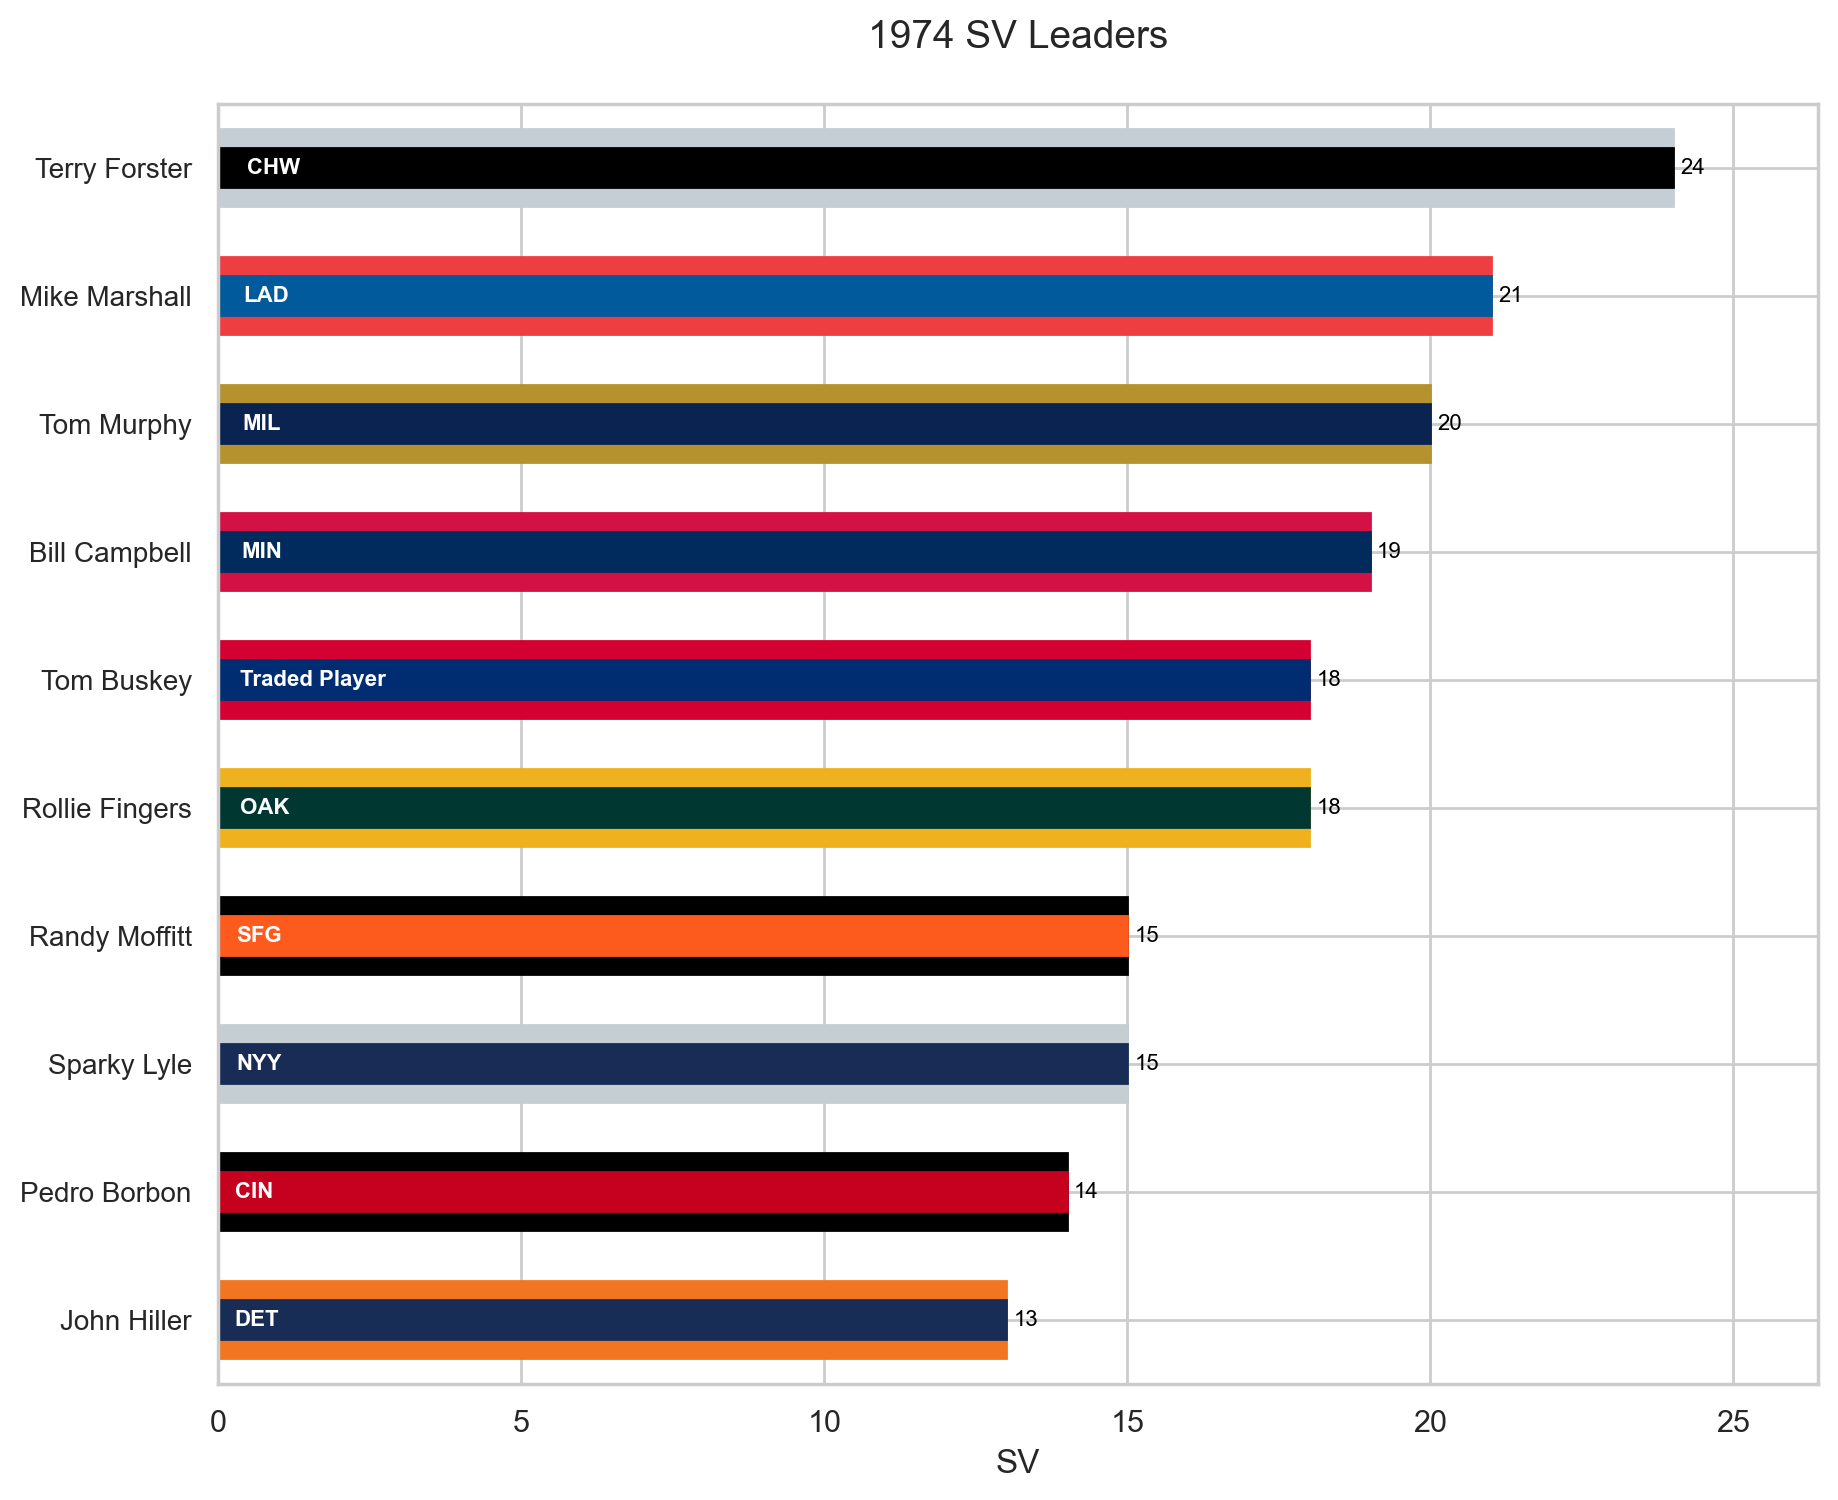 1974 SV Leaders
Terry Forster CHW 24
Mike Marshall LAD 21
Tom Murphy MIL 20
Bill Campbell MIN 19
Tom Buskey Traded Player 18
Rollie Fingers OAK 18
Randy Moffitt SFG 15
Sparky Lyle NYY 15
Pedro Borbon CIN 14
John Hiller DET 13
0 5 10 15 20 25
SV